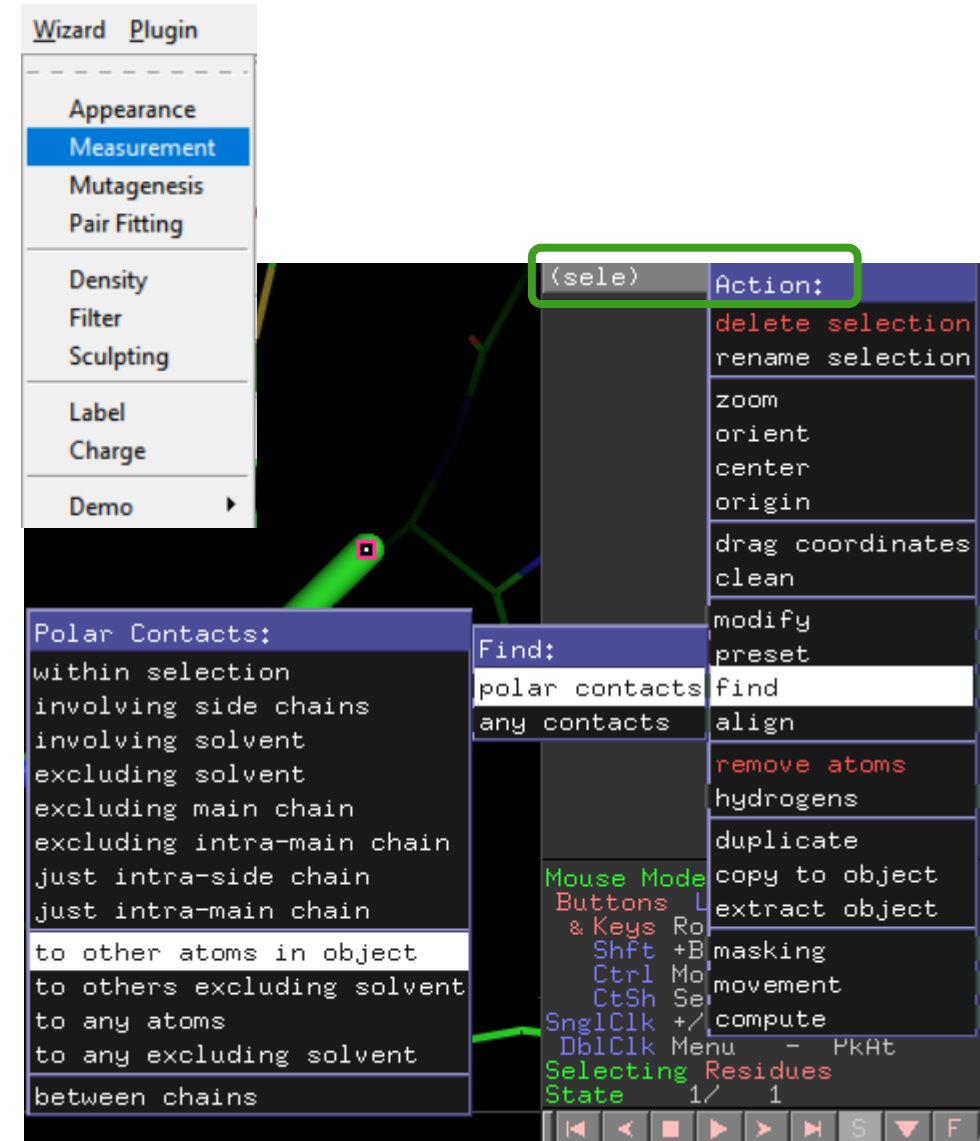 Wizard Plugin
Appearance
Measurement
Mutagenesis
Pair Fitting
Density
Filter
Sculpting
Label
Charge
Demo
(sele)
Action:
delete selection
rename selection
zoom
orient
center
origin
drag coordinates
clean
modify
preset
find
align
remove atoms
hydrogens
duplicate
copy to object
extract object
masking
movement
compute
Find:
polar contacts
any contacts
Polar Contacts:
within selection
involving side chains
involving solvent
excluding solvent
excluding main chain
excluding intra-main chain
just intra-side chain
just intra-main chain
to other atoms in object
to others excluding solvent
to any atoms
to any excluding solvent
between chains
Mouse Mode
Buttons L
& Keys Ro
Shft +B
Ctrl Mo
CtSh Se
SnglClk +/
DblClk Menu - PkAt
Selecting Residues
State 1/ 1
S F